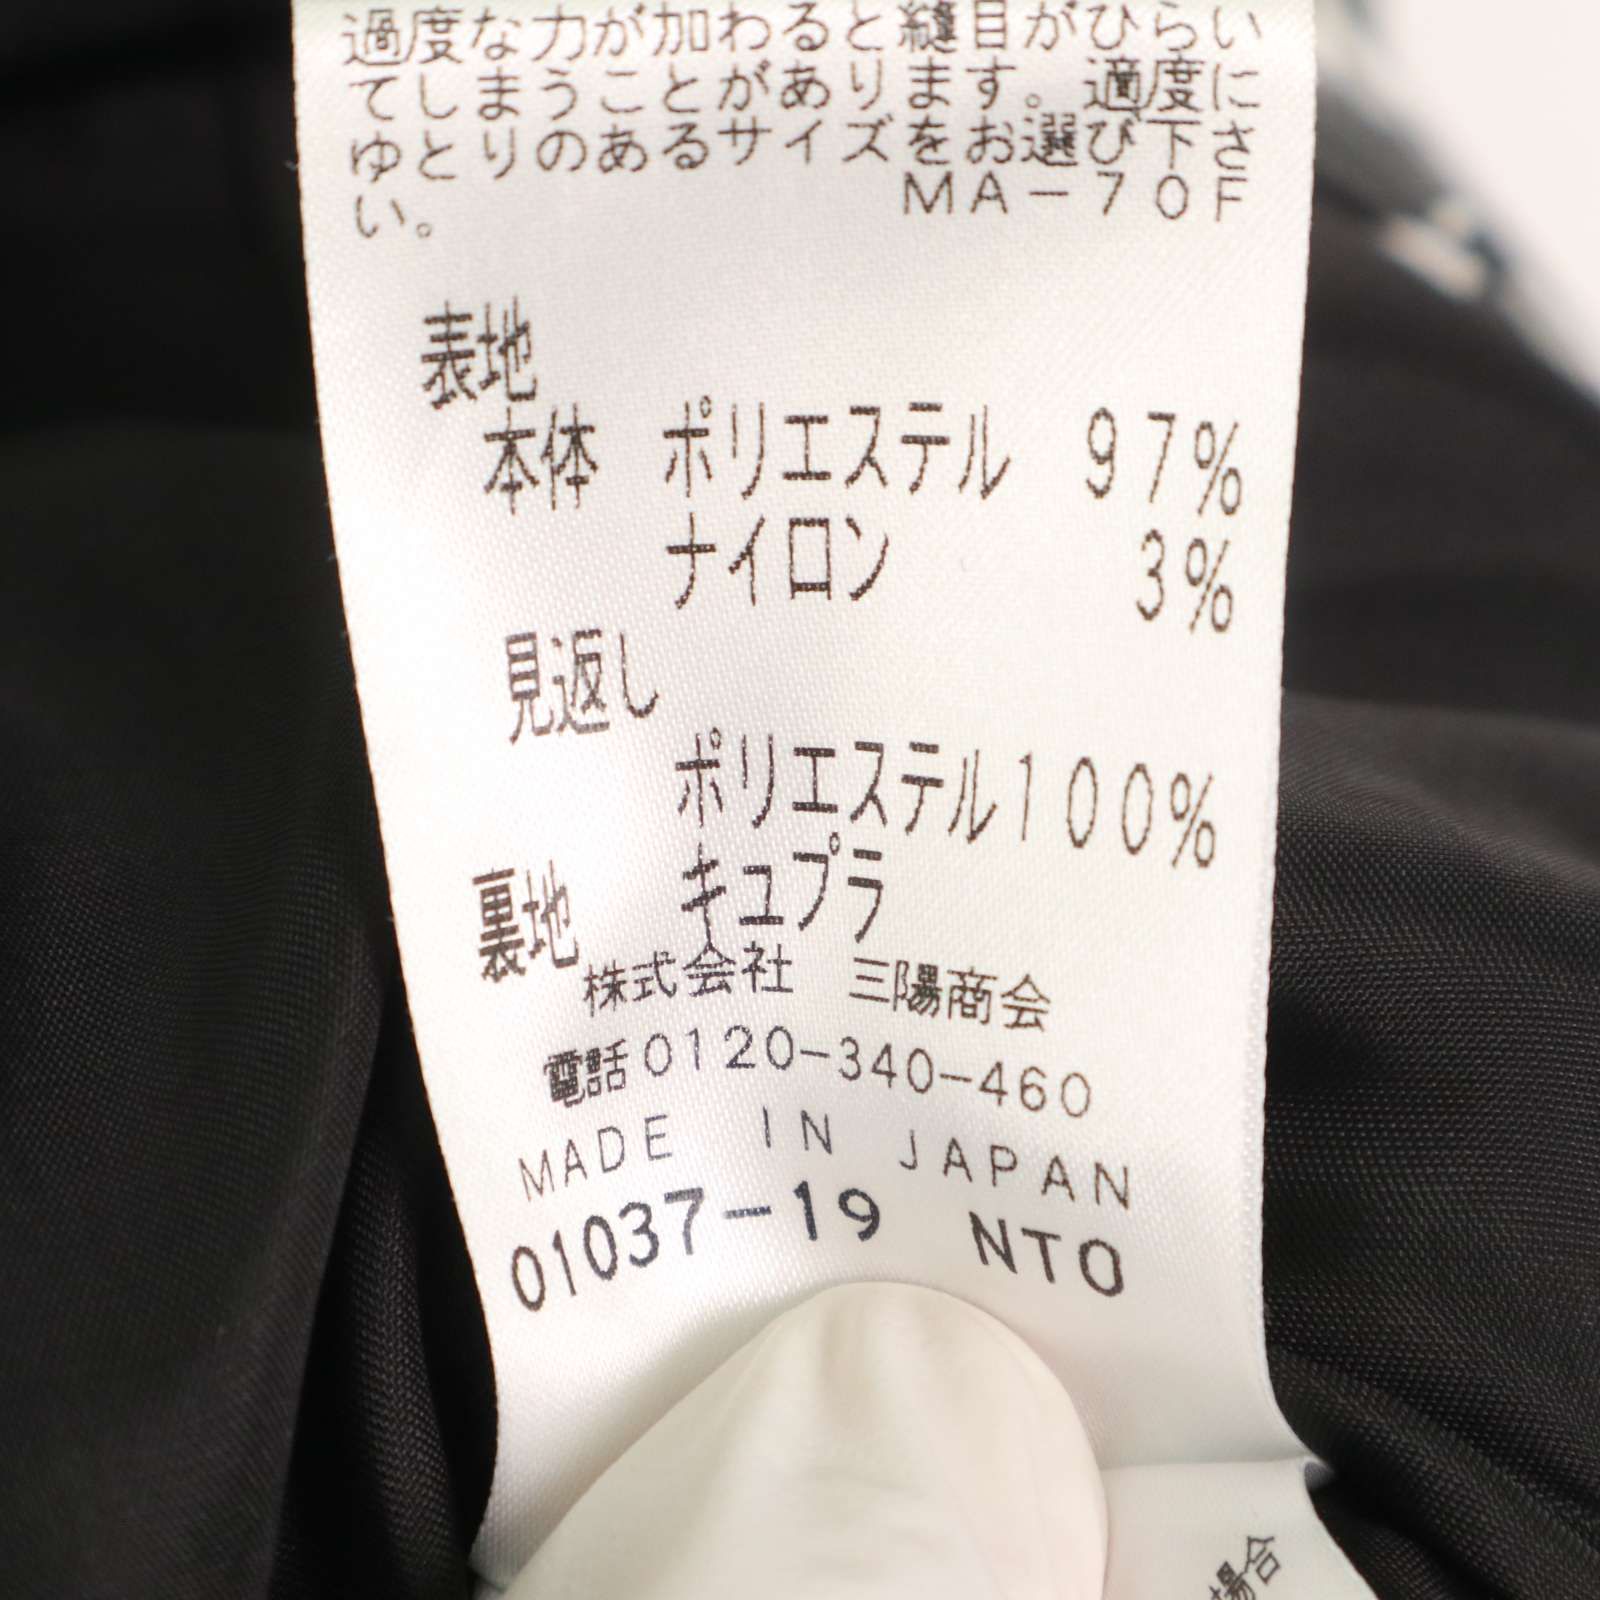 過度な力が加わると縫目がひらい
てしまうことがあります。適度に
ゆとりのあるサイズをお選び下さ
い。 MA-70F
表地
本体 ポリエステル 97%
ナイロン 3%
見返し
ポリエステル100%
裏地 キュプラ
株式会社 三陽商会
電話0120-340-460
MADE IN JAPAN
01037-19 NTO
場合